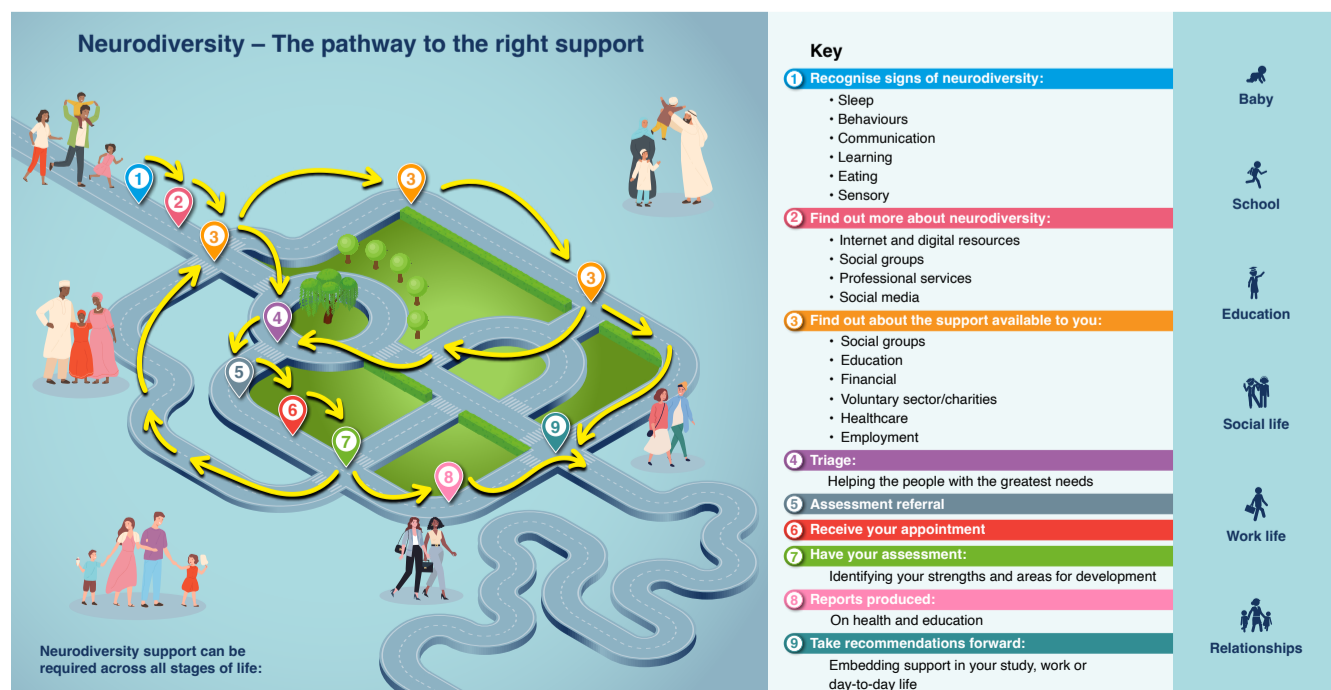 Neurodiversity – The pathway to the right support
1
2
3
3
3
4
5
6
7
8
9
Neurodiversity support can be
required across all stages of life:
Key
1 Recognise signs of neurodiversity:
• Sleep
• Behaviours
• Communication
• Learning
• Eating
• Sensory
2 Find out more about neurodiversity:
• Internet and digital resources
• Social groups
• Professional services
• Social media
3 Find out about the support available to you:
• Social groups
• Education
• Financial
• Voluntary sector/charities
• Healthcare
• Employment
4 Triage:
Helping the people with the greatest needs
5 Assessment referral
6 Receive your appointment
7 Have your assessment:
Identifying your strengths and areas for development
8 Reports produced:
On health and education
9 Take recommendations forward:
Embedding support in your study, work or
day-to-day life
Baby
School
Education
Social life
Work life
Relationships